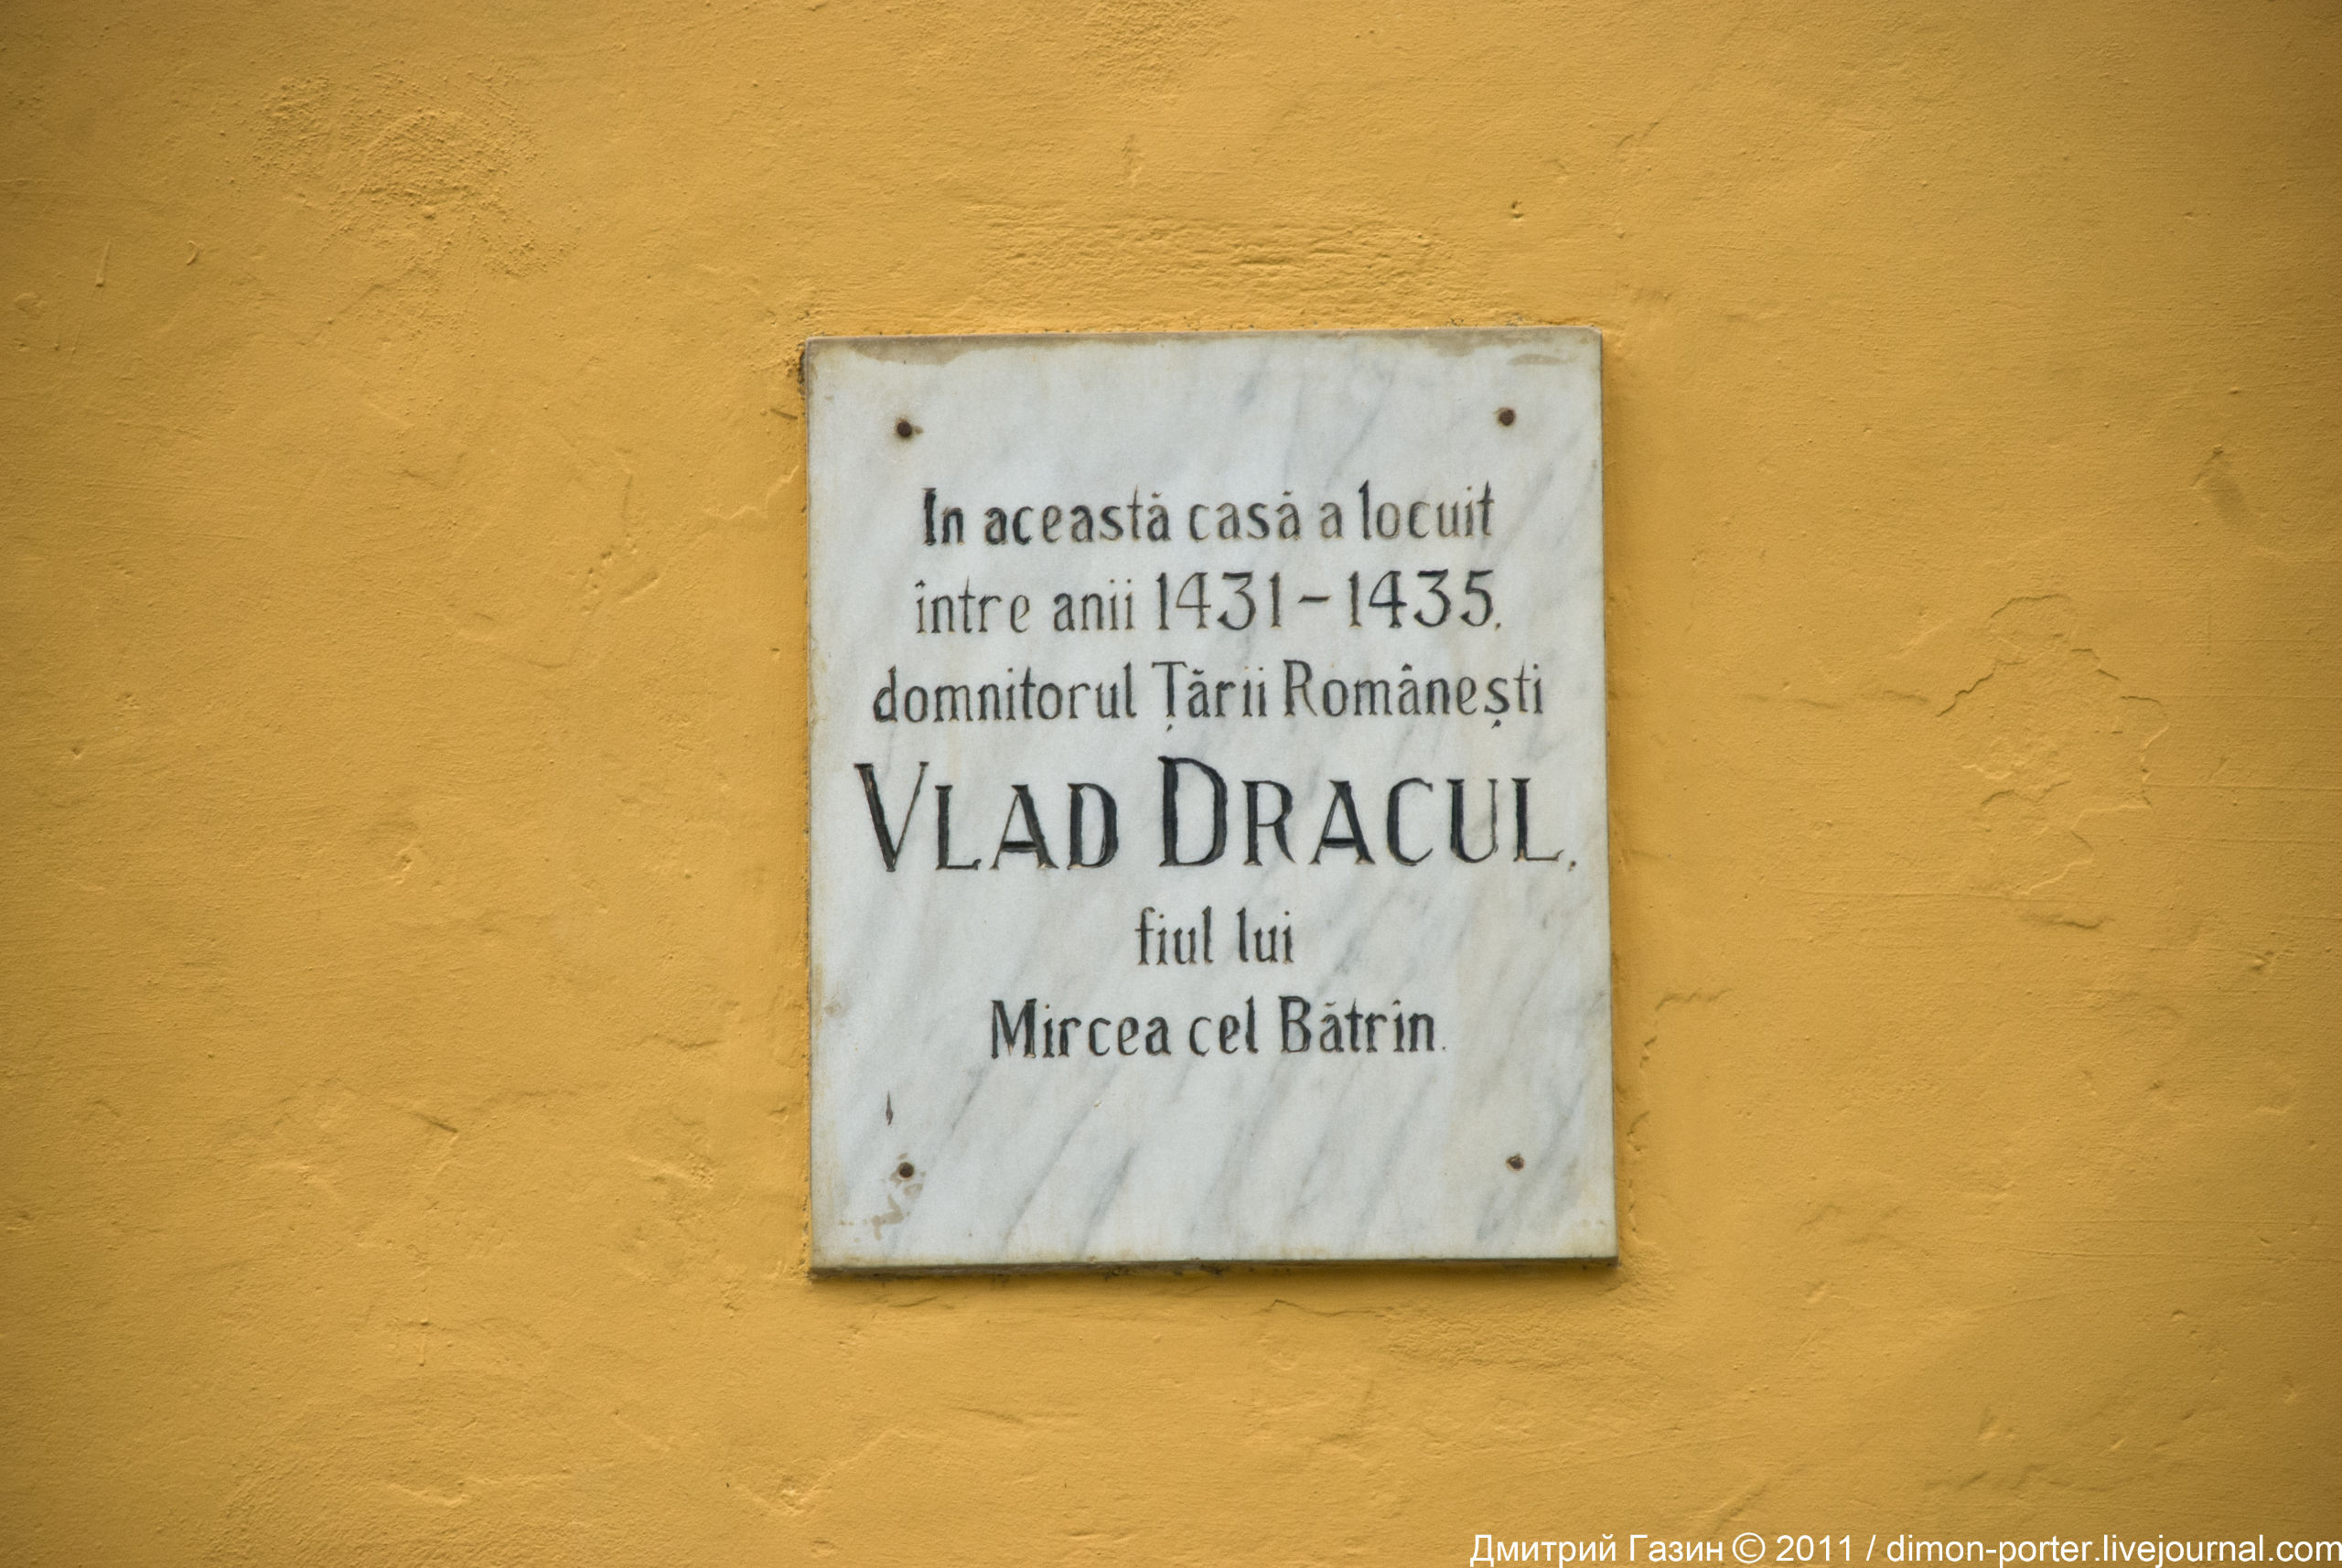 In această casă a locuit
între anii 1431-1435.
domnitorul Țării Românești
VLAD DRACUL.
fiul lui
Mircea cel Bătrîn.
Дмитрий Газин © 2011 / dimon-porter.livejournal.com